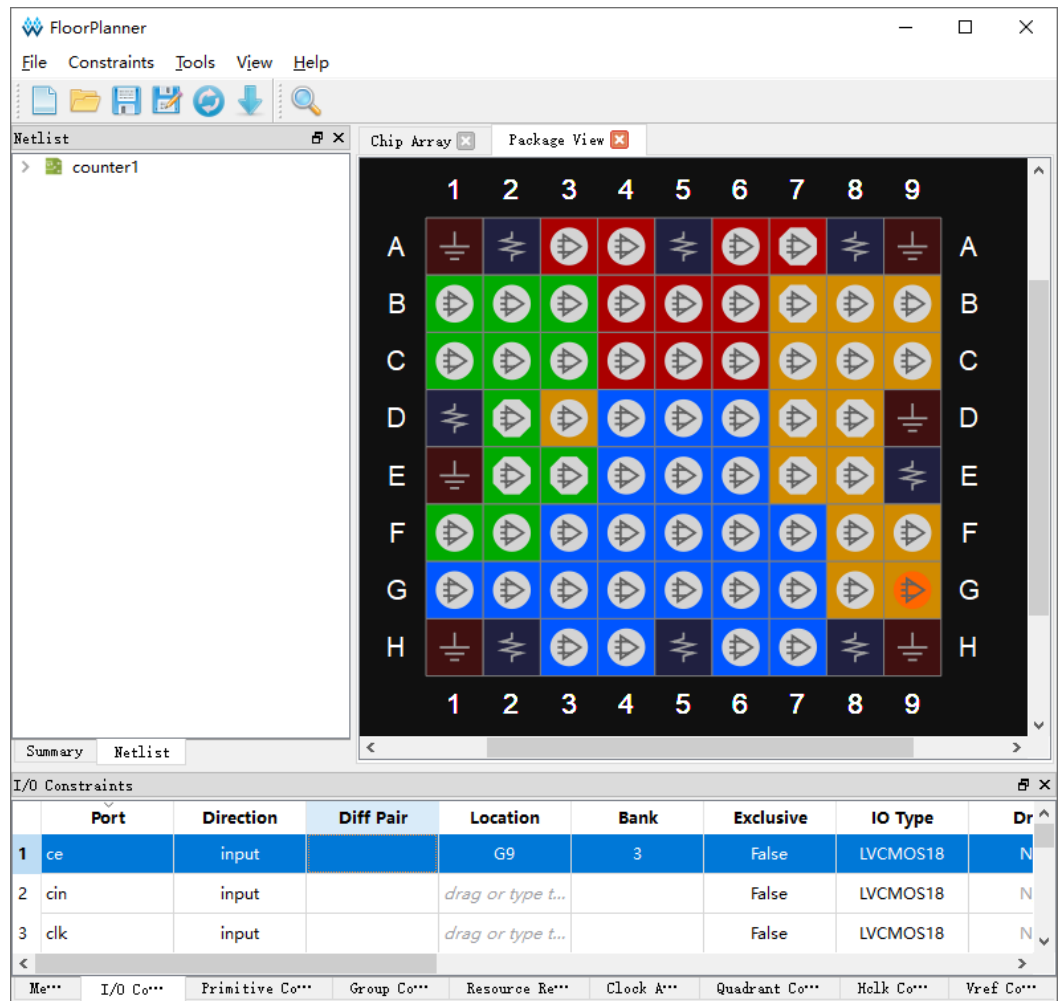 FloorPlanner
File Constraints Tools View Help
Netlist
Chip Array Package View
counter1
1 2 3 4 5 6 7 8 9
A A
B B
C C
D D
E E
F F
G G
H H
1 2 3 4 5 6 7 8 9
Summary Netlist
I/O Constraints
Port Direction Diff Pair Location Bank Exclusive IO Type Dr
1 ce input G9 3 False LVCMOS18 N
2 cin input drag or type t... False LVCMOS18 N
3 clk input drag or type t... False LVCMOS18 N
Me··· I/O Co··· Primitive Co··· Group Co··· Resource Re··· Clock A··· Quadrant Co··· Hclk Co··· Vref Co···